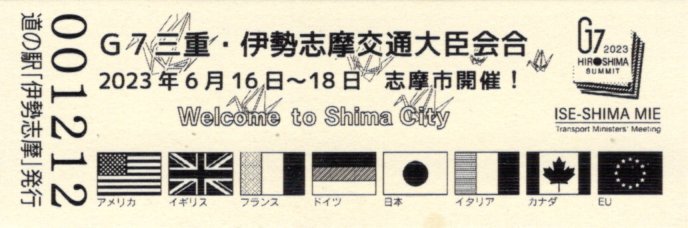 001212
道の駅「伊勢志摩」発行
G7三重・伊勢志摩交通大臣会合
2023年6月16日～18日 志摩市開催！
Welcome to Shima City
G7 2023
HIROSHIMA
SUMMIT
ISE-SHIMA MIE
Transport Ministers' Meeting
アメリカ
イギリス
フランス
ドイツ
日本
イタリア
カナダ
EU